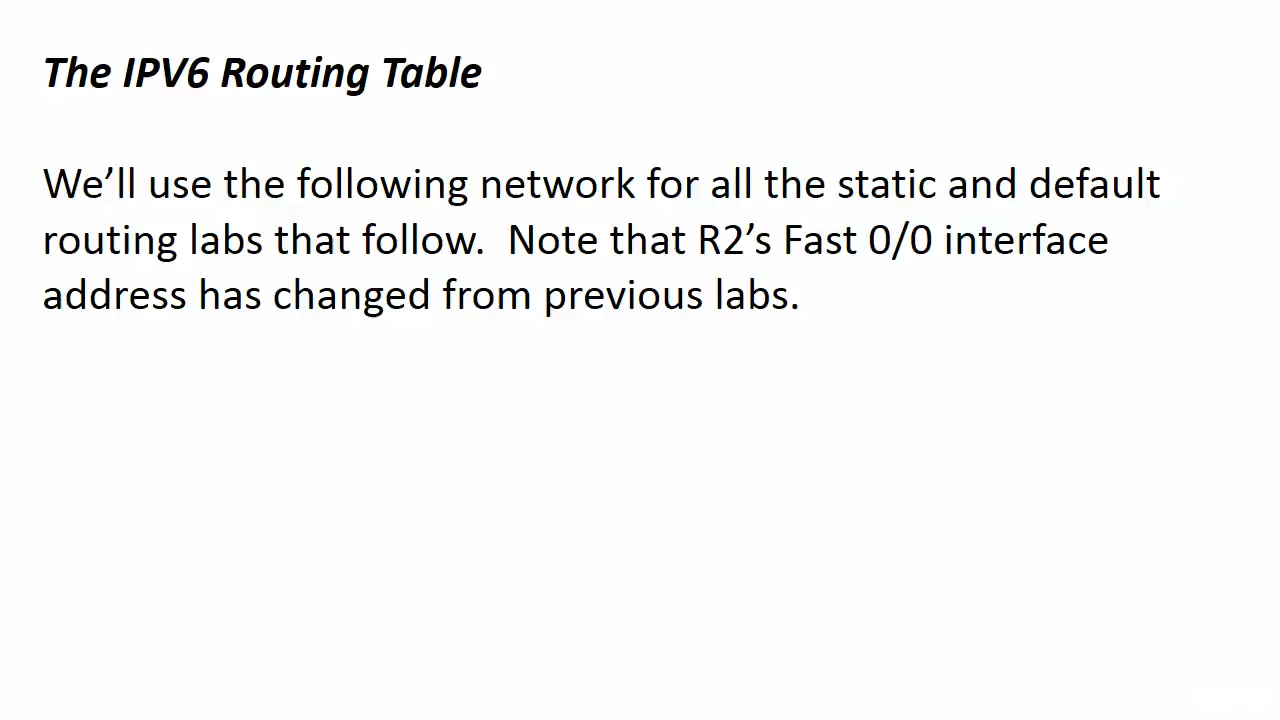 The IPV6 Routing Table
We’ll use the following network for all the static and default
routing labs that follow.  Note that R2’s Fast 0/0 interface
address has changed from previous labs.